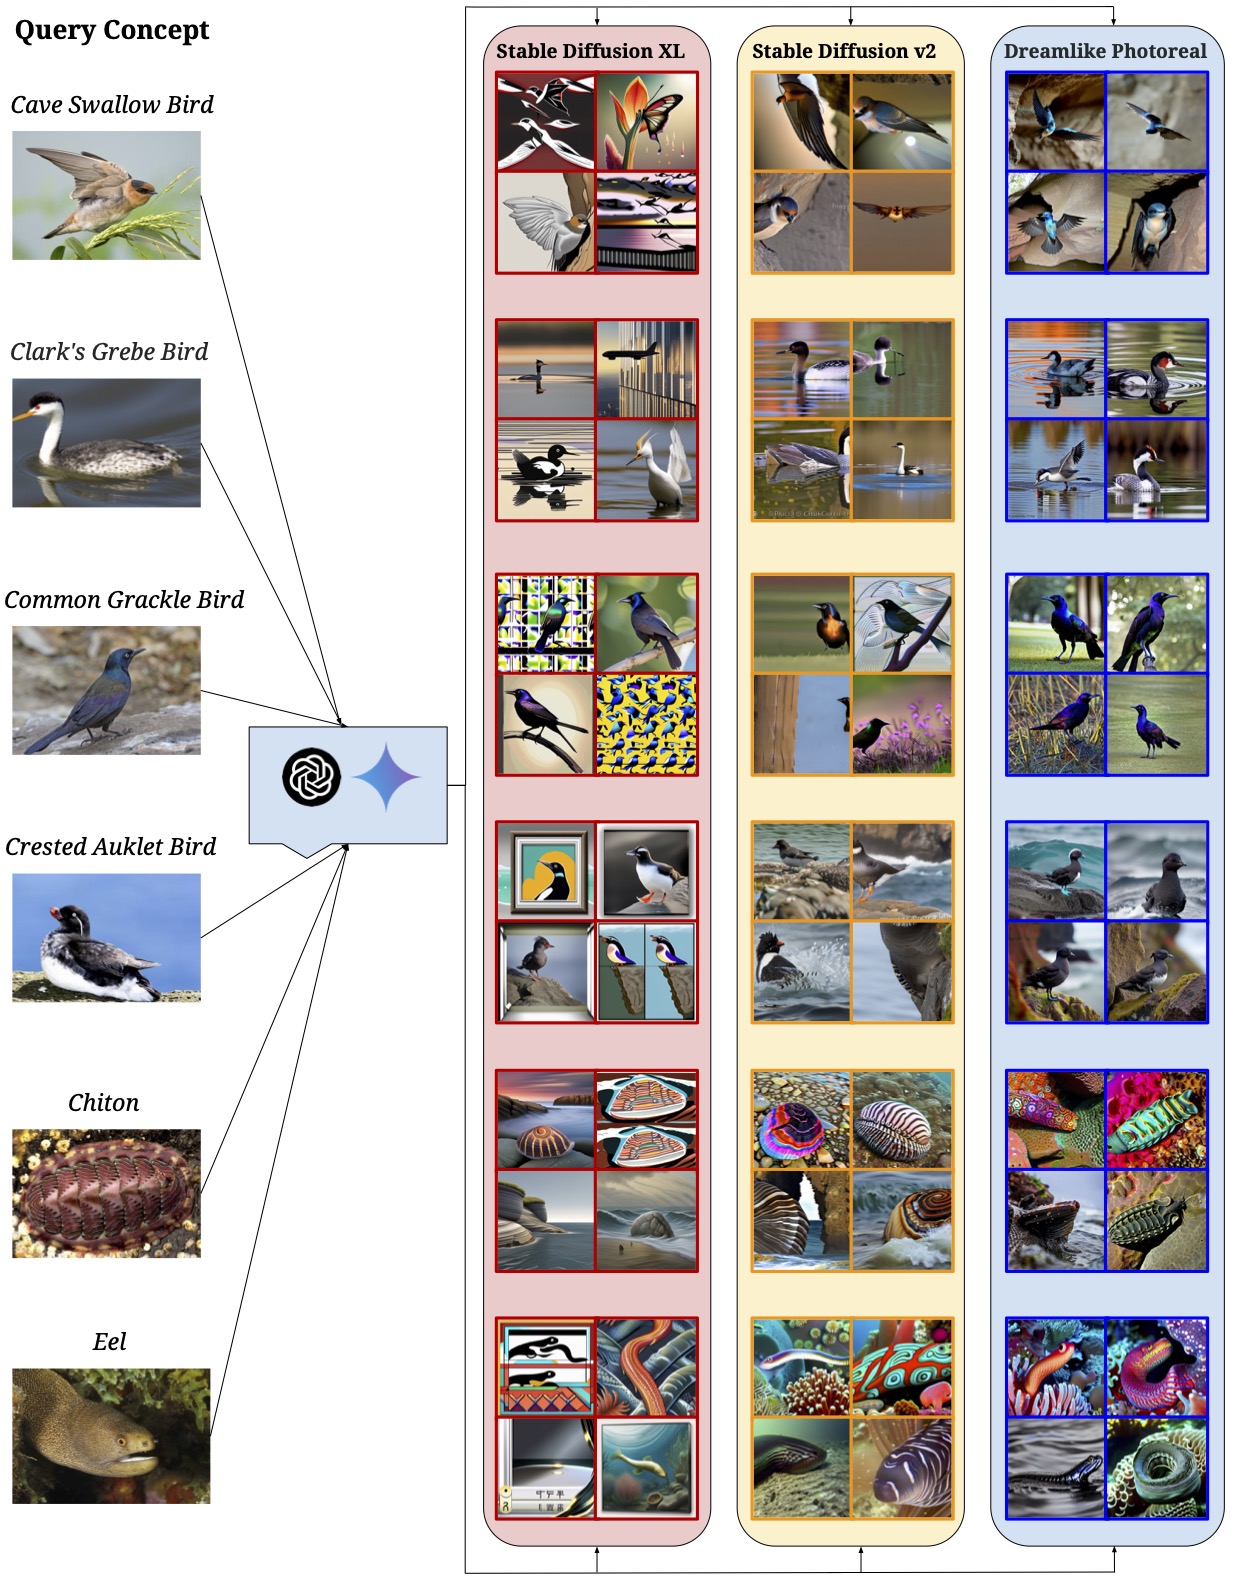 Query Concept
Stable Diffusion XL
Stable Diffusion v2
Dreamlike Photoreal
Cave Swallow Bird
Clark's Grebe Bird
Common Grackle Bird
Crested Auklet Bird
Chiton
Eel